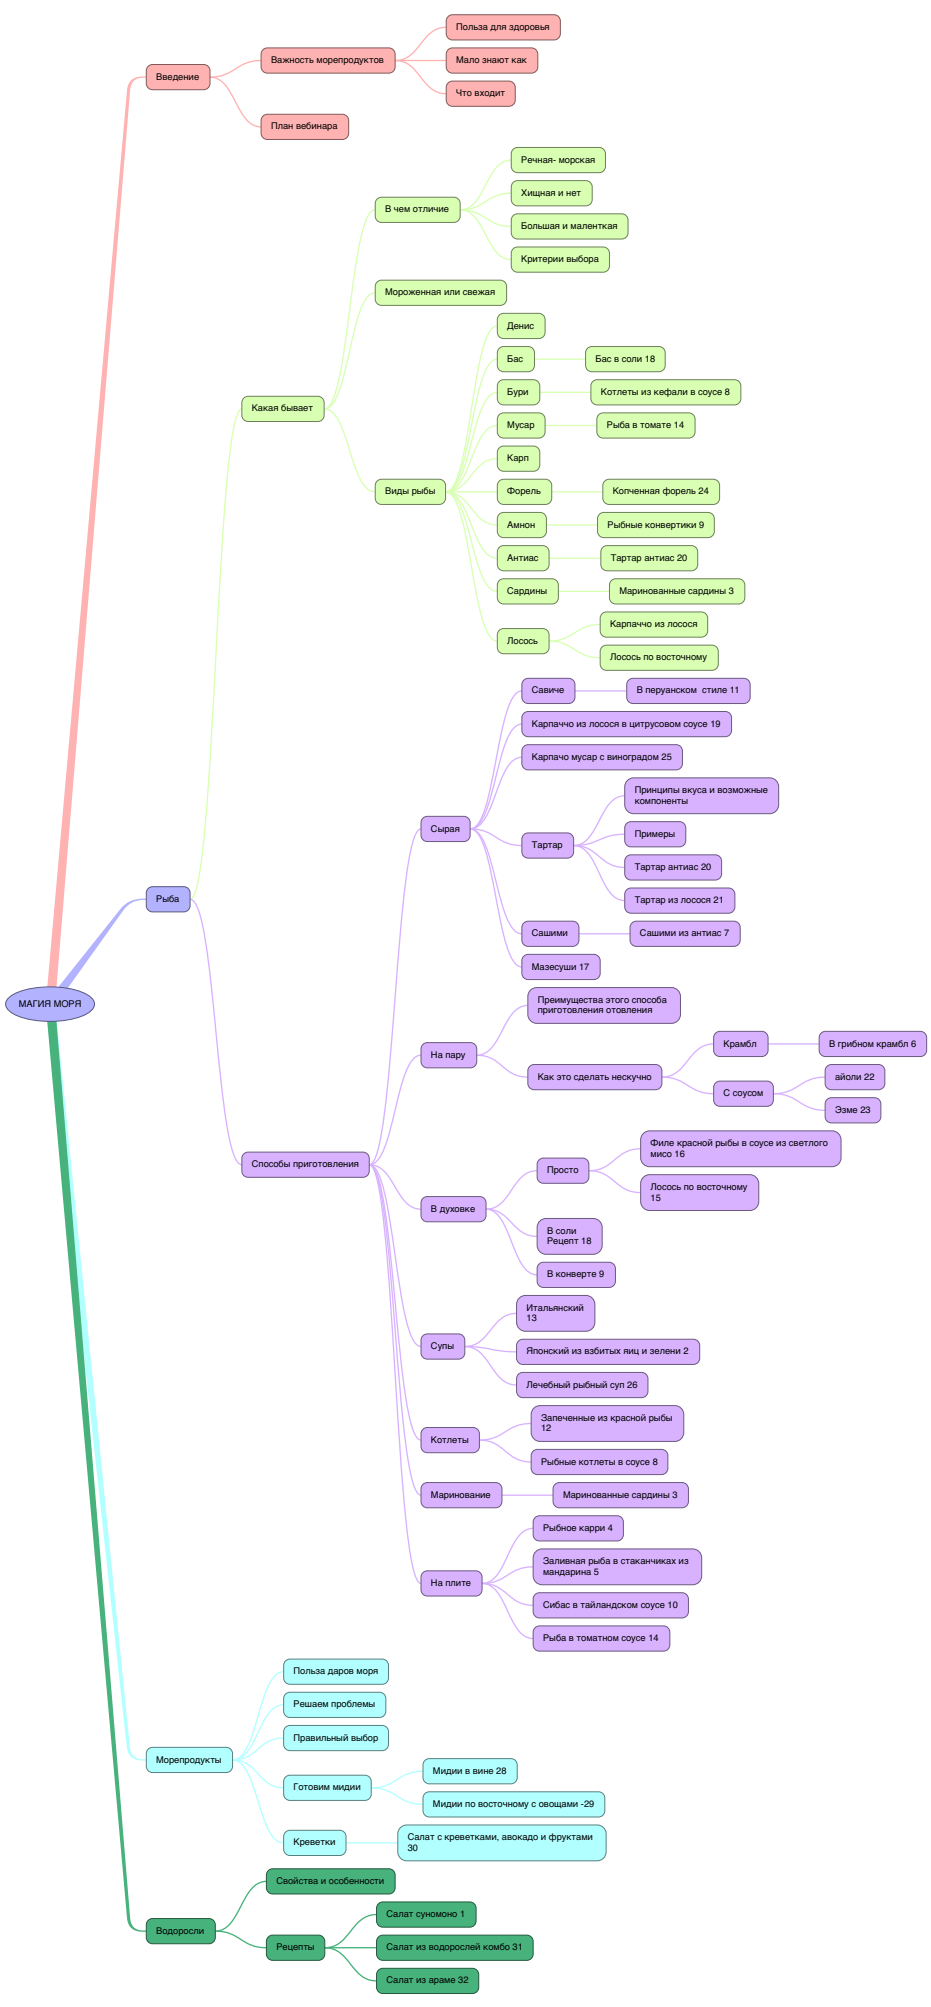 Польза для здоровья
Важность морепродуктов
Мало знают как
Введение
Что входит
План вебинара
Речная- морская
Хищная и нет
В чем отличие
Большая и маленткая
Критерии выбора
Мороженная или свежая
Денис
Бас
Бас в соли 18
Бури
Котлеты из кефали в соусе 8
Какая бывает
Мусар
Рыба в томате 14
Карп
Виды рыбы
Форель
Копченная форель 24
Амнон
Рыбные конвертики 9
Антиас
Тартар антиас 20
Сардины
Маринованные сардины 3
Лосось
Карпаччо из лосося
Лосось по восточному
Савиче
В перуанском  стиле 11
Карпаччо из лосося в цитрусовом соусе 19
Карпачо мусар с виноградом 25
Принципы вкуса и возможные
компоненты
Сырая
Тартар
Примеры
Тартар антиас 20
Тартар из лосося 21
Рыба
Сашими
Сашими из антиас 7
Мазесуши 17
МАГИЯ МОРЯ
Преимущества этого способа
приготовления отовления
На пару
Как это сделать нескучно
Крамбл
В грибном крамбл 6
С соусом
айоли 22
Эзме 23
Способы приготовления
Филе красной рыбы в соусе из светлого
мисо 16
Просто
Лосось по восточному
15
В духовке
В соли
Рецепт 18
В конверте 9
Итальянский
13
Супы
Японский из взбитых яиц и зелени 2
Лечебный рыбный суп 26
Запеченные из красной рыбы
12
Котлеты
Рыбные котлеты в соусе 8
Маринование
Маринованные сардины 3
Рыбное карри 4
Заливная рыба в стаканчиках из
мандарина 5
На плите
Сибас в тайландском соусе 10
Рыба в томатном соусе 14
Польза даров моря
Решаем проблемы
Правильный выбор
Морепродукты
Готовим мидии
Мидии в вине 28
Мидии по восточному с овощами -29
Креветки
Салат с креветками, авокадо и фруктами
30
Свойства и особенности
Водоросли
Рецепты
Салат суномоно 1
Салат из водорослей комбо 31
Салат из араме 32